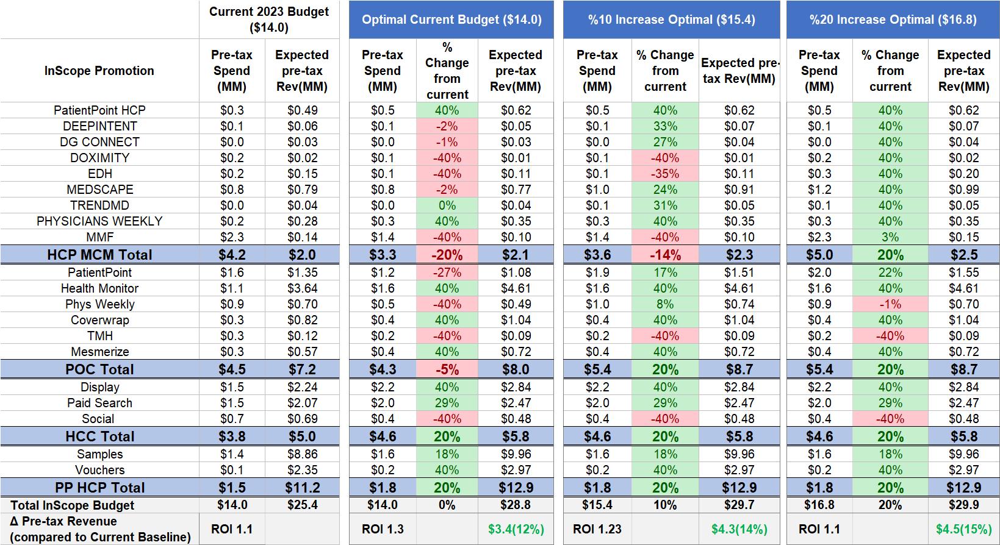 Current 2023 Budget ($14.0) Optimal Current Budget ($14.0) %10 Increase Optimal ($15.4) %20 Increase Optimal ($16.8)
InScope Promotion Pre-tax Spend (MM) Expected pre-tax Rev(MM) Pre-tax Spend (MM) % Change from current Expected pre-tax Rev(MM) Pre-tax Spend (MM) % Change from current Expected pre-tax Rev(MM) Pre-tax Spend (MM) % Change from current Expected pre-tax Rev(MM)
PatientPoint HCP $0.3 $0.49 $0.5 40% $0.62 $0.5 40% $0.62 $0.5 40% $0.62
DEEPINTENT $0.1 $0.06 $0.1 -2% $0.05 $0.1 33% $0.07 $0.1 40% $0.07
DG CONNECT $0.0 $0.03 $0.0 -1% $0.03 $0.0 27% $0.04 $0.0 40% $0.04
DOXIMITY $0.2 $0.02 $0.1 -40% $0.01 $0.1 -40% $0.01 $0.2 40% $0.02
EDH $0.2 $0.15 $0.1 -40% $0.11 $0.1 -35% $0.11 $0.3 40% $0.20
MEDSCAPE $0.8 $0.79 $0.8 -2% $0.77 $1.0 24% $0.91 $1.2 40% $0.99
TRENDMD $0.0 $0.04 $0.0 0% $0.04 $0.1 31% $0.05 $0.1 40% $0.05
PHYSICIANS WEEKLY $0.2 $0.28 $0.3 40% $0.35 $0.3 40% $0.35 $0.3 40% $0.35
MMF $2.3 $0.14 $1.4 -40% $0.10 $1.4 -40% $0.10 $2.3 3% $0.15
HCP MCM Total $4.2 $2.0 $3.3 -20% $2.1 $3.6 -14% $2.3 $5.0 20% $2.5
PatientPoint $1.6 $1.35 $1.2 -27% $1.08 $1.9 17% $1.51 $2.0 22% $1.55
Health Monitor $1.1 $3.64 $1.6 40% $4.61 $1.6 40% $4.61 $1.6 40% $4.61
Phys Weekly $0.9 $0.70 $0.5 -40% $0.49 $1.0 8% $0.74 $0.9 -1% $0.70
Coverwrap $0.3 $0.82 $0.4 40% $1.04 $0.4 40% $1.04 $0.4 40% $1.04
TMH $0.3 $0.12 $0.2 -40% $0.09 $0.2 -40% $0.09 $0.2 -40% $0.09
Mesmerize $0.3 $0.57 $0.4 40% $0.72 $0.4 40% $0.72 $0.4 40% $0.72
POC Total $4.5 $7.2 $4.3 -5% $8.0 $5.4 20% $8.7 $5.4 20% $8.7
Display $1.5 $2.24 $2.2 40% $2.84 $2.2 40% $2.84 $2.2 40% $2.84
Paid Search $1.5 $2.07 $2.0 29% $2.47 $2.0 29% $2.47 $2.0 29% $2.47
Social $0.7 $0.69 $0.4 -40% $0.48 $0.4 -40% $0.48 $0.4 -40% $0.48
HCC Total $3.8 $5.0 $4.6 20% $5.8 $4.6 20% $5.8 $4.6 20% $5.8
Samples $1.4 $8.86 $1.6 18% $9.96 $1.6 18% $9.96 $1.6 18% $9.96
Vouchers $0.1 $2.35 $0.2 40% $2.97 $0.2 40% $2.97 $0.2 40% $2.97
PP HCP Total $1.5 $11.2 $1.8 20% $12.9 $1.8 20% $12.9 $1.8 20% $12.9
Total InScope Budget $14.0 $25.4 $14.0 0% $28.8 $15.4 10% $29.7 $16.8 20% $29.9
Δ Pre-tax Revenue
(compared to Current Baseline) ROI 1.1 ROI 1.3 $3.4(12%) ROI 1.23 $4.3(14%) ROI 1.1 $4.5(15%)